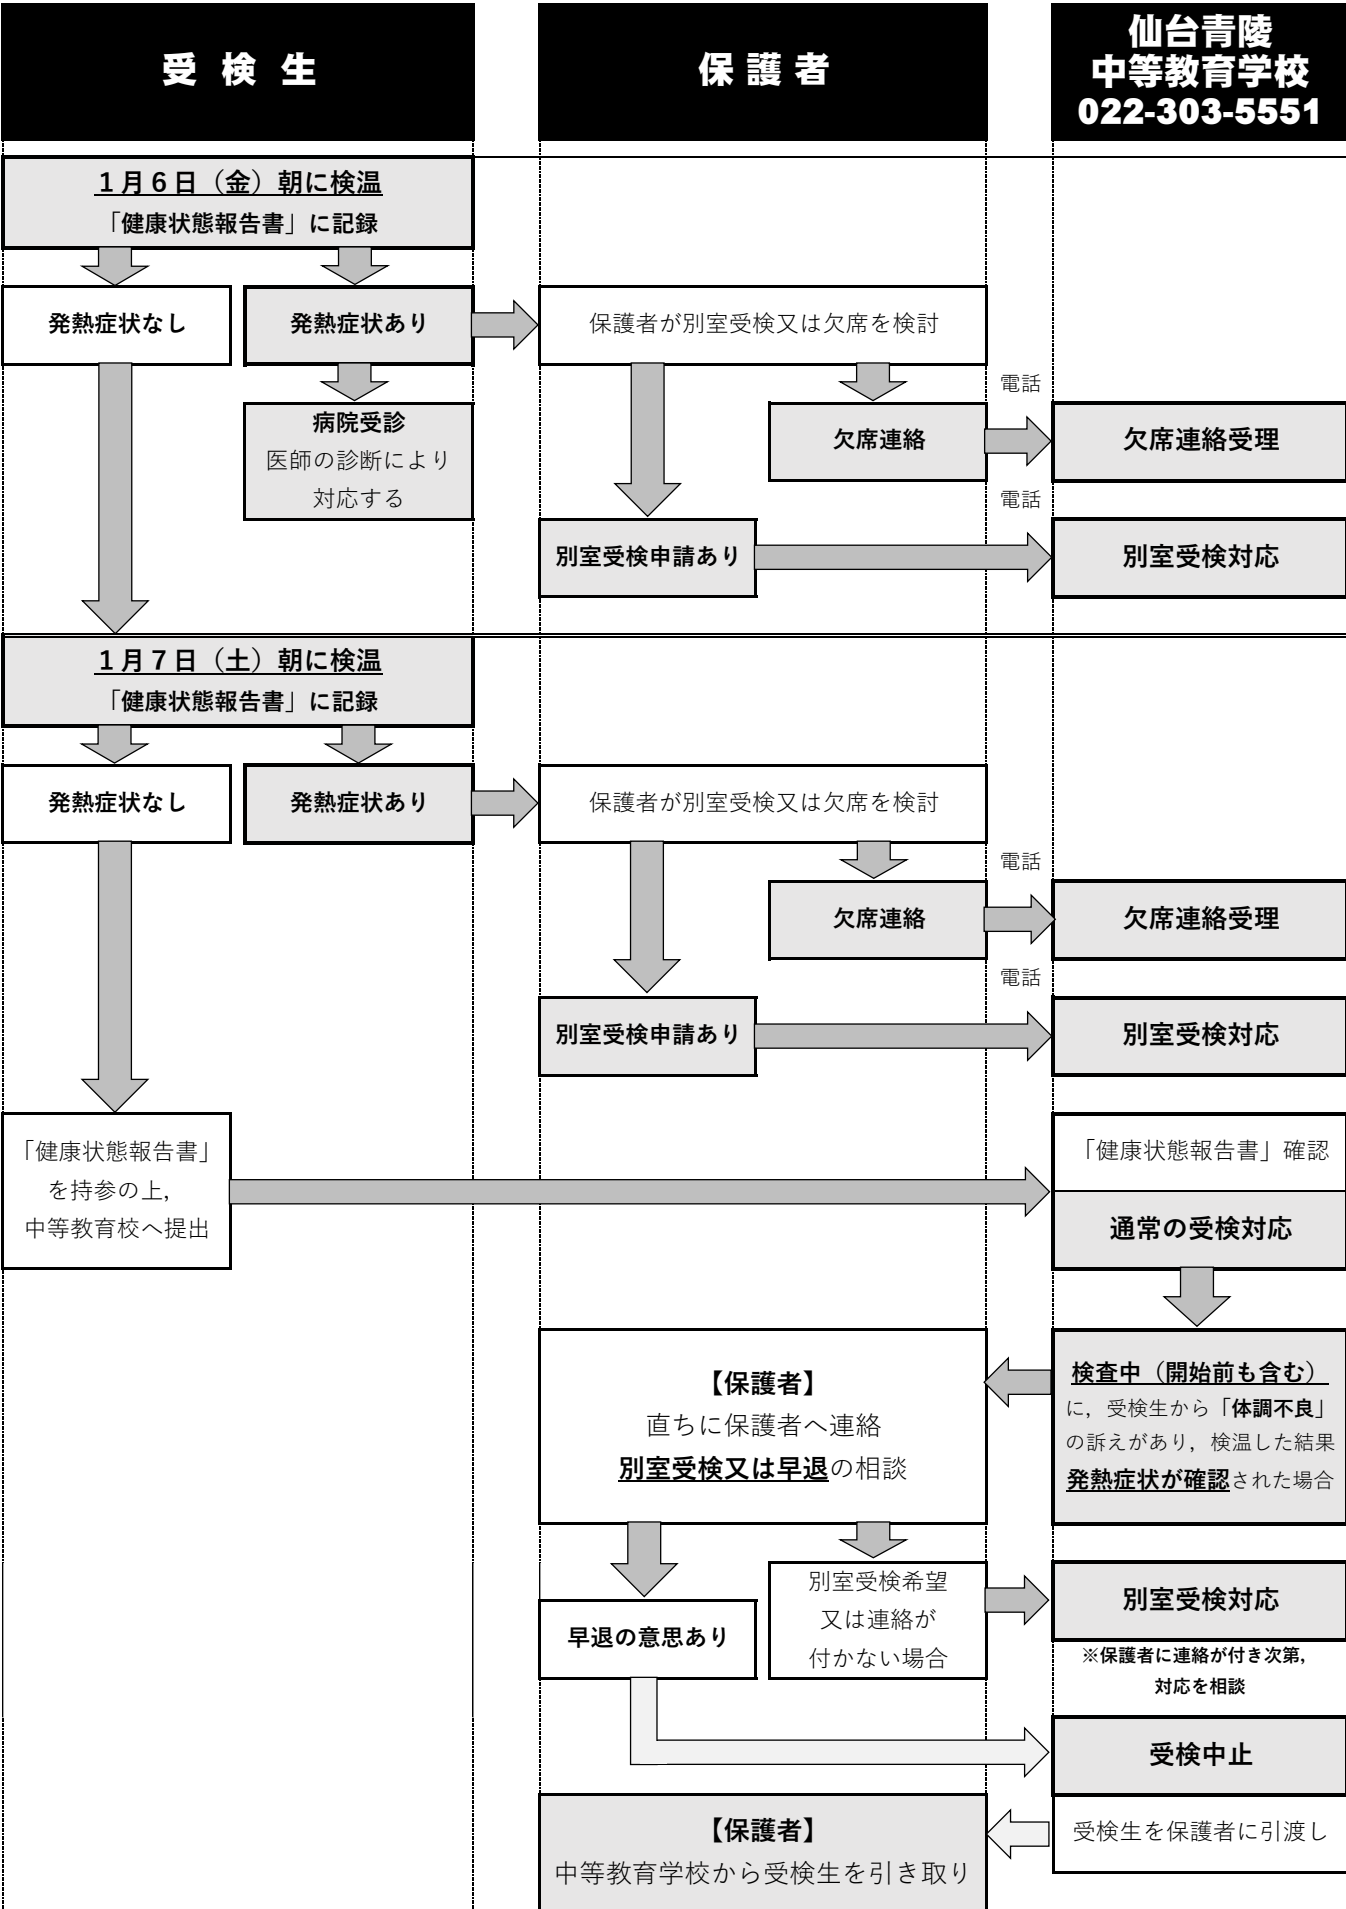 受検生
保護者
仙台青陵
中等教育学校
022-303-5551
1月6日（金）朝に検温
「健康状態報告書」に記録
発熱症状なし
発熱症状あり
保護者が別室受検又は欠席を検討
病院受診
医師の診断により
対応する
欠席連絡
電話
欠席連絡受理
別室受検申請あり
電話
別室受検対応
1月7日（土）朝に検温
「健康状態報告書」に記録
発熱症状なし
発熱症状あり
保護者が別室受検又は欠席を検討
欠席連絡
電話
欠席連絡受理
別室受検申請あり
電話
別室受検対応
「健康状態報告書」
を持参の上，
中等教育校へ提出
「健康状態報告書」確認
通常の受検対応
検査中（開始前も含む）
に，受検生から「体調不良」
の訴えがあり，検温した結果
発熱症状が確認された場合
【保護者】
直ちに保護者へ連絡
別室受検又は早退の相談
早退の意思あり
別室受検希望
又は連絡が
付かない場合
別室受検対応
※保護者に連絡が付き次第，
対応を相談
受検中止
受検生を保護者に引渡し
【保護者】
中等教育学校から受検生を引き取り